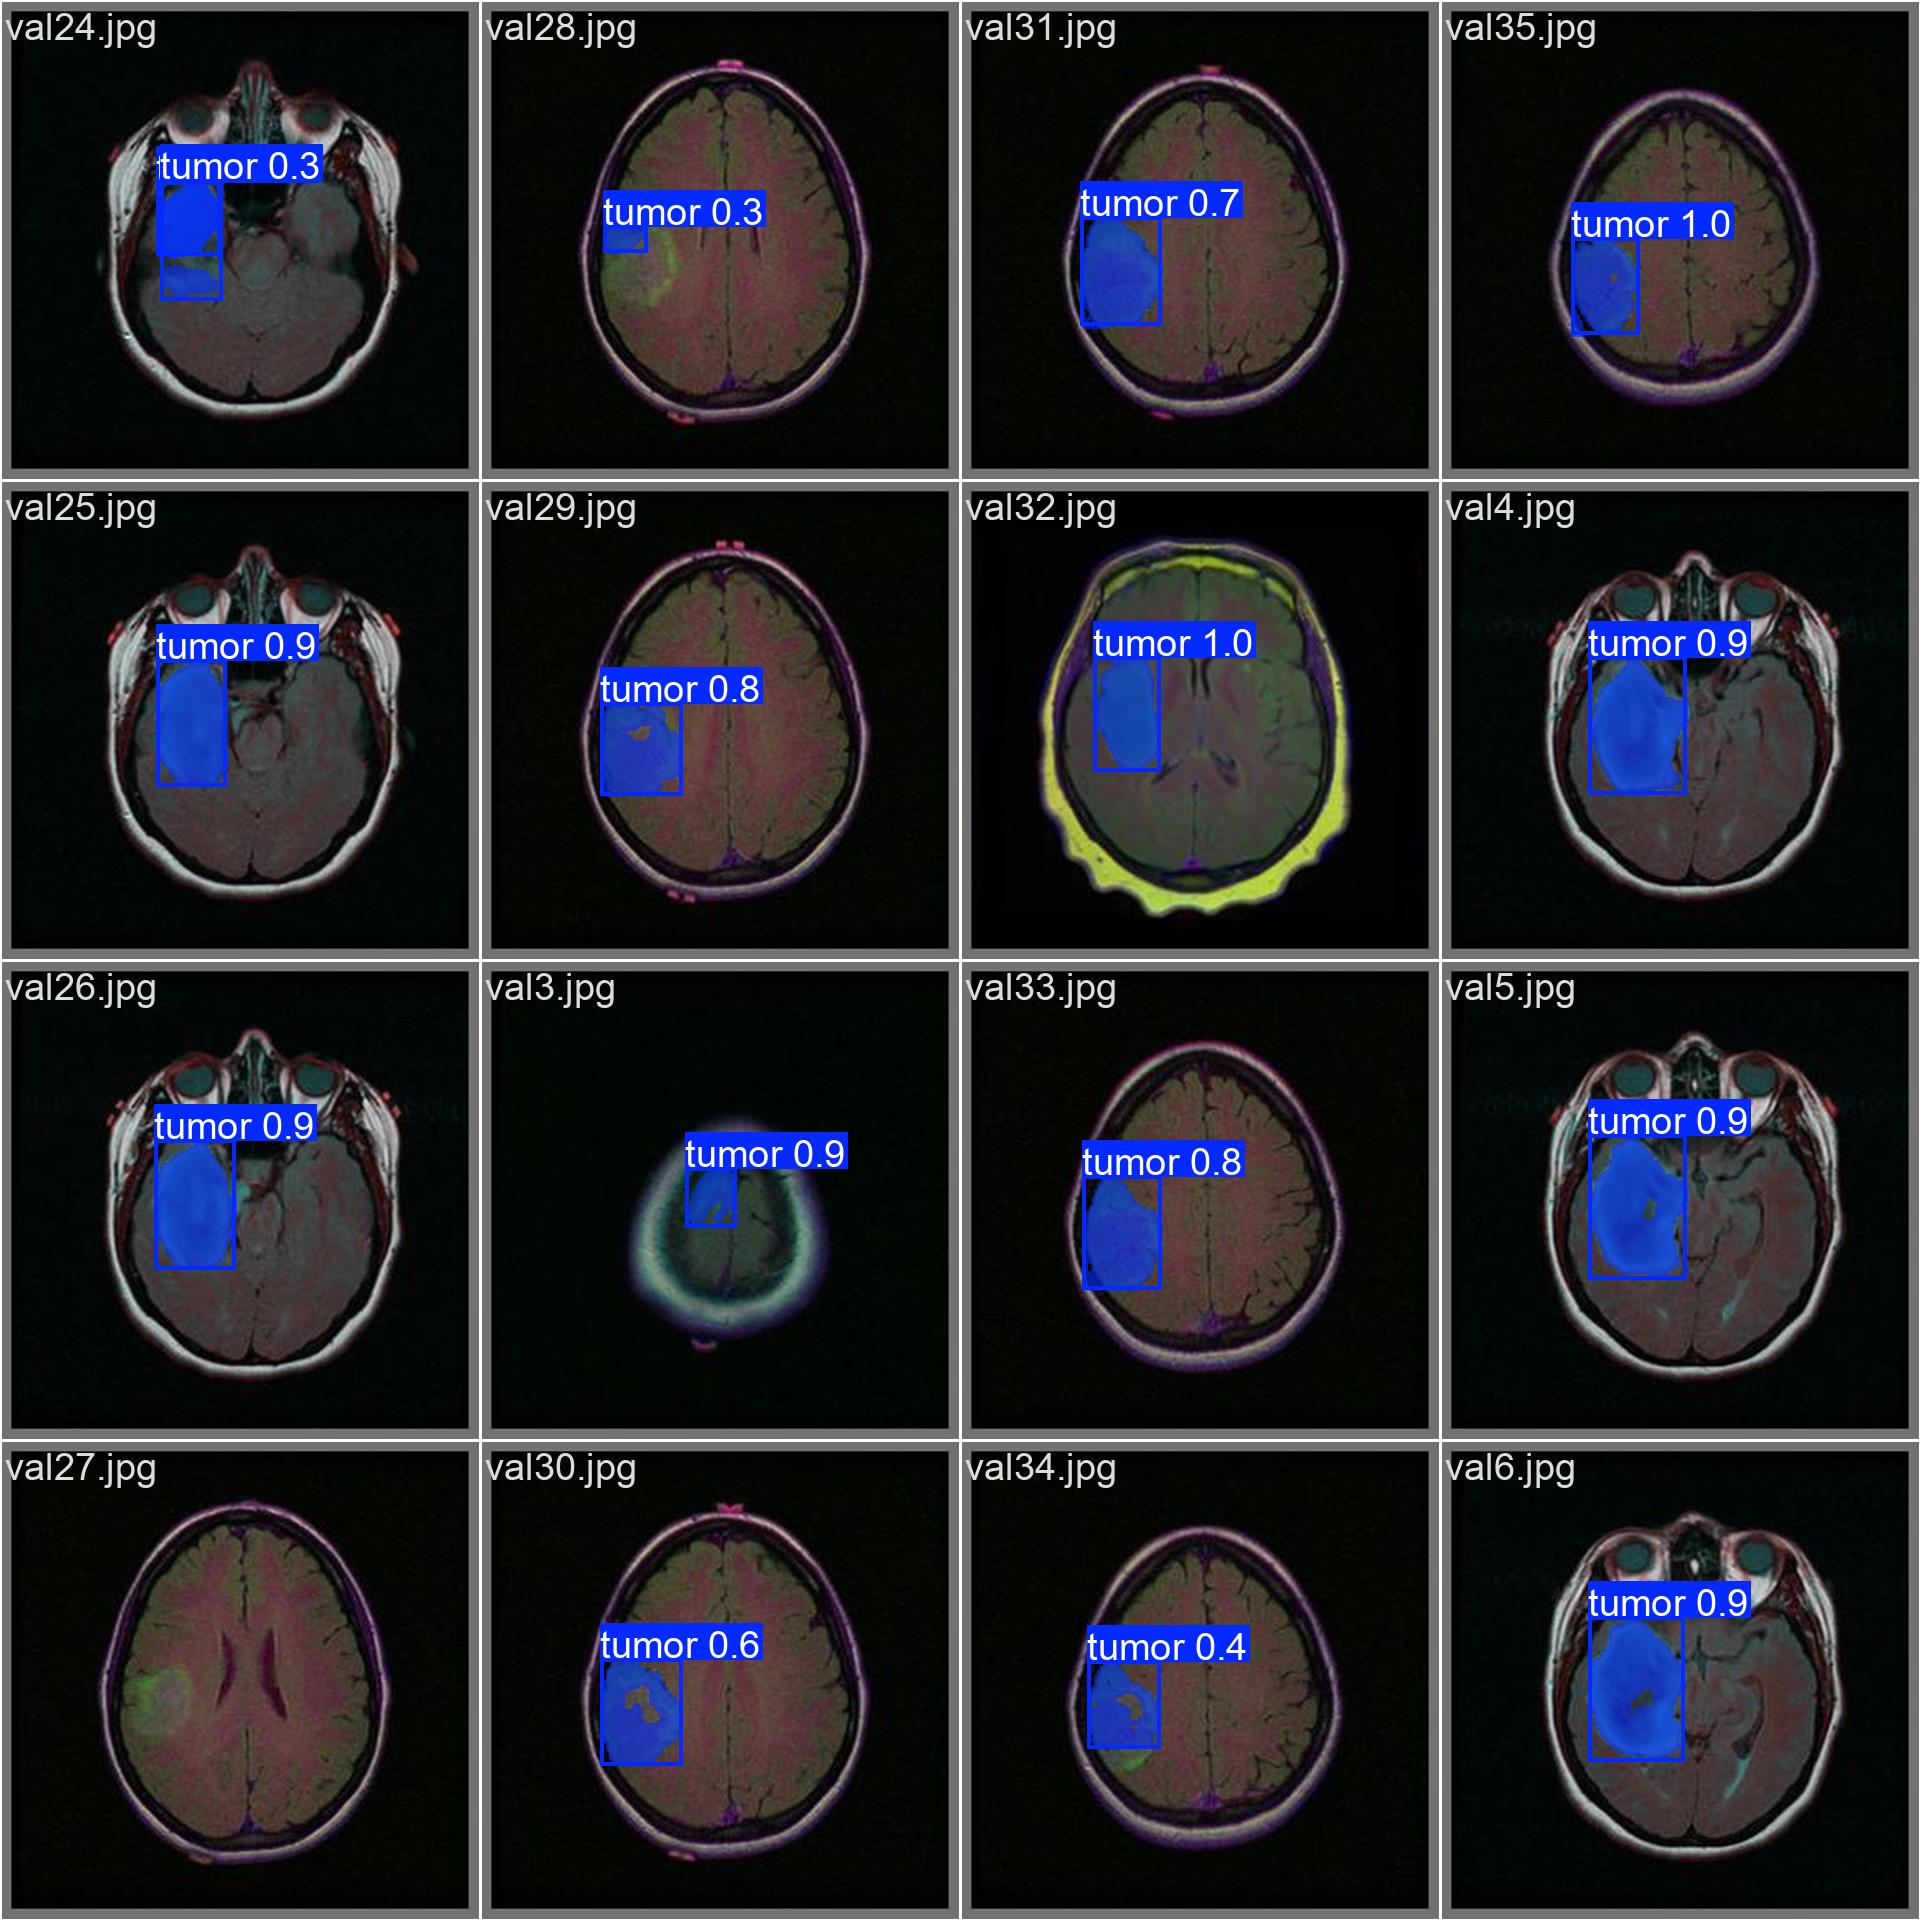 val24.jpg
tumor 0.3
val28.jpg
tumor 0.3
val31.jpg
tumor 0.7
val35.jpg
tumor 1.0
val25.jpg
tumor 0.9
val29.jpg
tumor 0.8
val32.jpg
tumor 1.0
val4.jpg
tumor 0.9
val26.jpg
tumor 0.9
val3.jpg
tumor 0.9
val33.jpg
tumor 0.8
val5.jpg
tumor 0.9
val27.jpg
val30.jpg
tumor 0.6
val34.jpg
tumor 0.4
val6.jpg
tumor 0.9